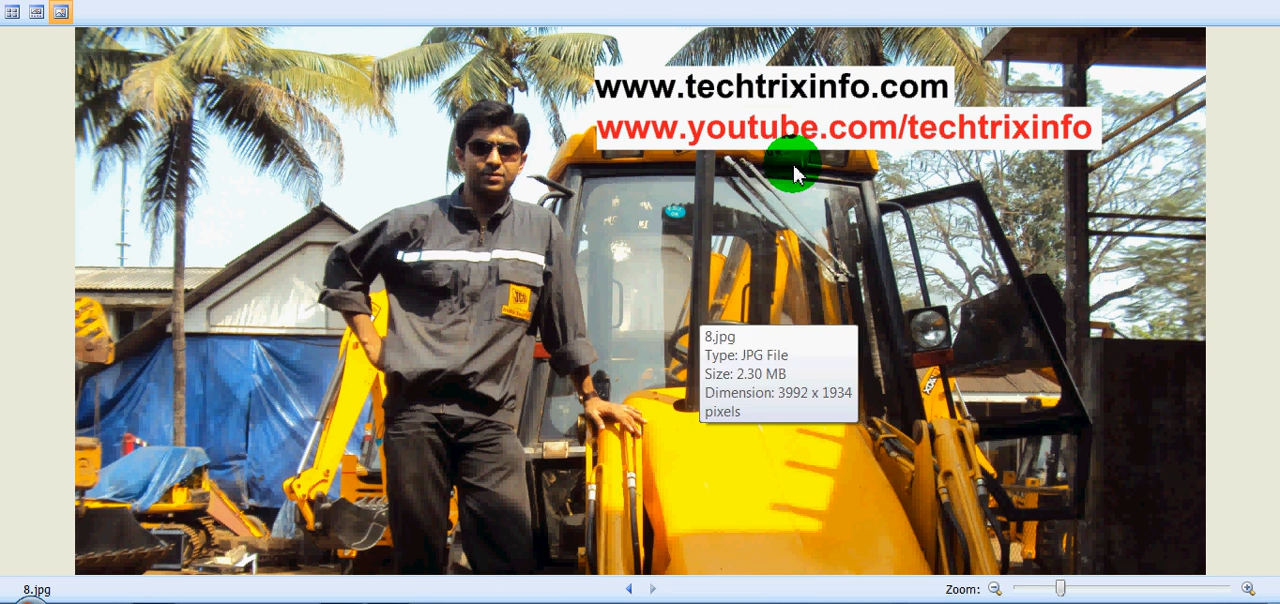 www.techtrixinfo.com
www.youtube.com/techtrixinfo
JCB
8.jpg
Type: JPG File
Size: 2.30 MB
Dimension: 3992 x 1934
pixels
8.jpg
Zoom: